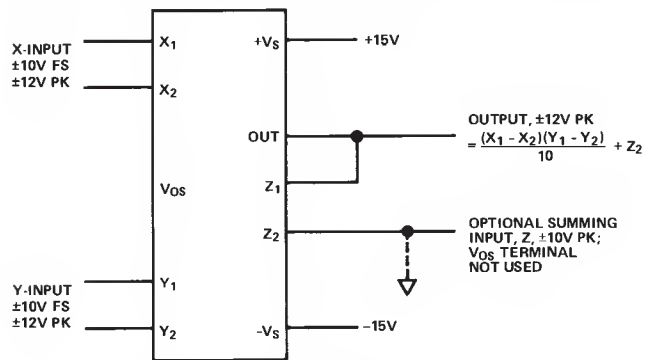 X-INPUT
±10V FS
±12V PK
X1
X2
VOS
Y-INPUT
±10V FS
±12V PK
Y1
Y2
+VS
+15V
OUT
Z1
Z2
-VS
-15V
OUTPUT, ±12V PK
= (X1 - X2)(Y1 - Y2) / 10 + Z2
OPTIONAL SUMMING
INPUT, Z, ±10V PK;
VOS TERMINAL
NOT USED